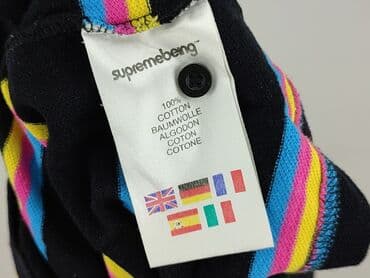 supremebeing™
100%
COTTON
BAUMWOLLE
ALGODON
COTON
COTONE